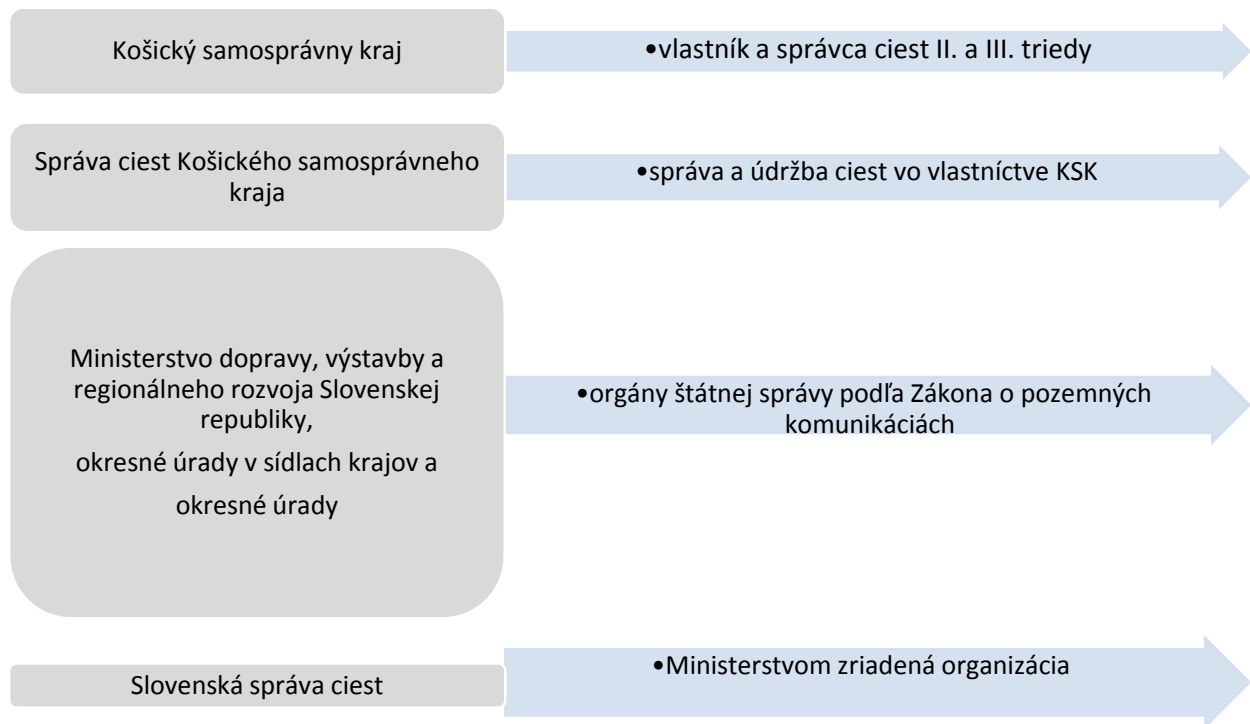 Košický samosprávny kraj
•vlastník a správca ciest II. a III. triedy
Správa ciest Košického samosprávneho
kraja
•správa a údržba ciest vo vlastníctve KSK
Ministerstvo dopravy, výstavby a
regionálneho rozvoja Slovenskej
republiky,
okresné úrady v sídlach krajov a
okresné úrady
•orgány štátnej správy podľa Zákona o pozemných
komunikáciách
Slovenská správa ciest
•Ministerstvom zriadená organizácia